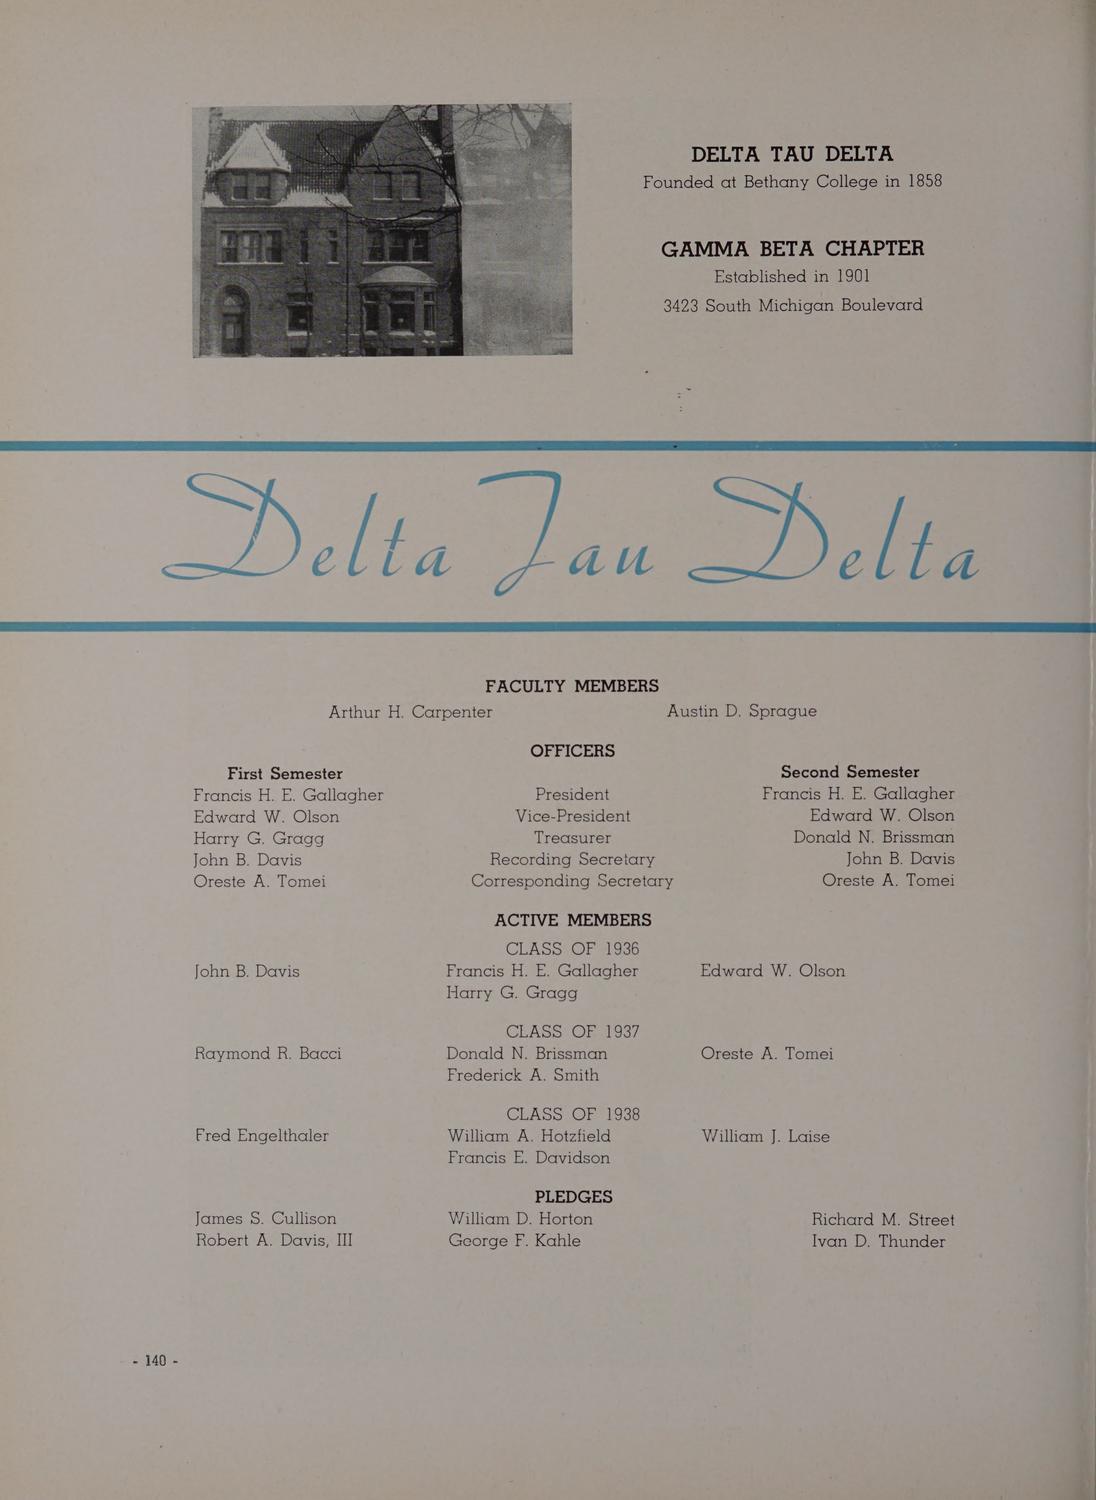 DELTA TAU DELTA
Founded at Bethany College in 1858
GAMMA BETA CHAPTER
Established in 1901
3423 South Michigan Boulevard
Delta Tau Delta
FACULTY MEMBERS
Arthur H. Carpenter Austin D. Sprague
OFFICERS
First Semester Second Semester
Francis H. E. Gallagher President Francis H. E. Gallagher
Edward W. Olson Vice-President Edward W. Olson
Harry G. Gragg Treasurer Donald N. Brissman
John B. Davis Recording Secretary John B. Davis
Oreste A. Tomei Corresponding Secretary Oreste A. Tomei
ACTIVE MEMBERS
CLASS OF 1936
John B. Davis Francis H. E. Gallagher Edward W. Olson
Harry G. Gragg
CLASS OF 1937
Raymond R. Bacci Donald N. Brissman Oreste A. Tomei
Frederick A. Smith
CLASS OF 1938
Fred Engelthaler William A. Hotzfield William J. Laise
Francis E. Davidson
PLEDGES
James S. Cullison William D. Horton Richard M. Street
Robert A. Davis, III George F. Kahle Ivan D. Thunder
- 140 -